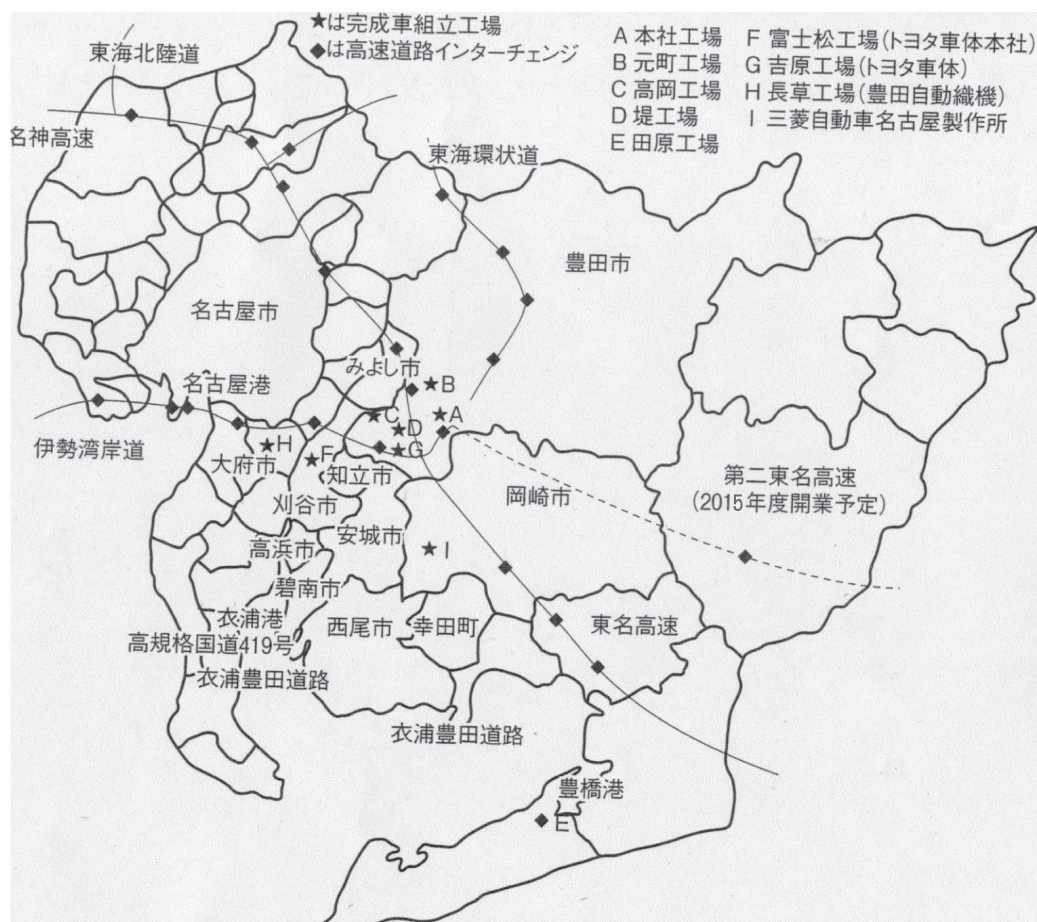 ★は完成車組立工場
◆は高速道路インターチェンジ
A 本社工場
B 元町工場
C 高岡工場
D 堤工場
E 田原工場
F 富士松工場(トヨタ車体本社)
G 吉原工場(トヨタ車体)
H 長草工場(豊田自動織機)
I 三菱自動車名古屋製作所
東海北陸道
名神高速
東海環状道
豊田市
名古屋市
みよし市
B
名古屋港
C
A
D
伊勢湾岸道
H
G
F
大府市
知立市
第二東名高速
(2015年度開業予定)
岡崎市
刈谷市
安城市
高浜市
I
碧南市
衣浦港
西尾市
幸田町
東名高速
高規格国道419号
衣浦豊田道路
衣浦豊田道路
豊橋港
E